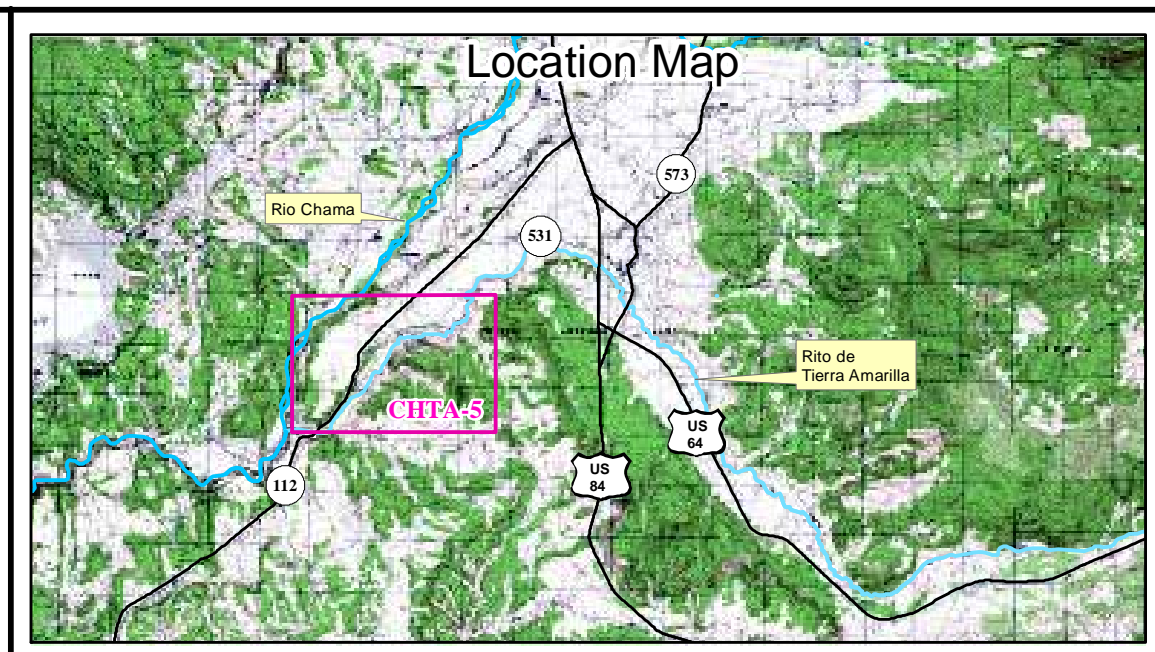 Location Map
573
Rio Chama
531
Rito de
Tierra Amarilla
CHTA-5
US
64
US
84
112